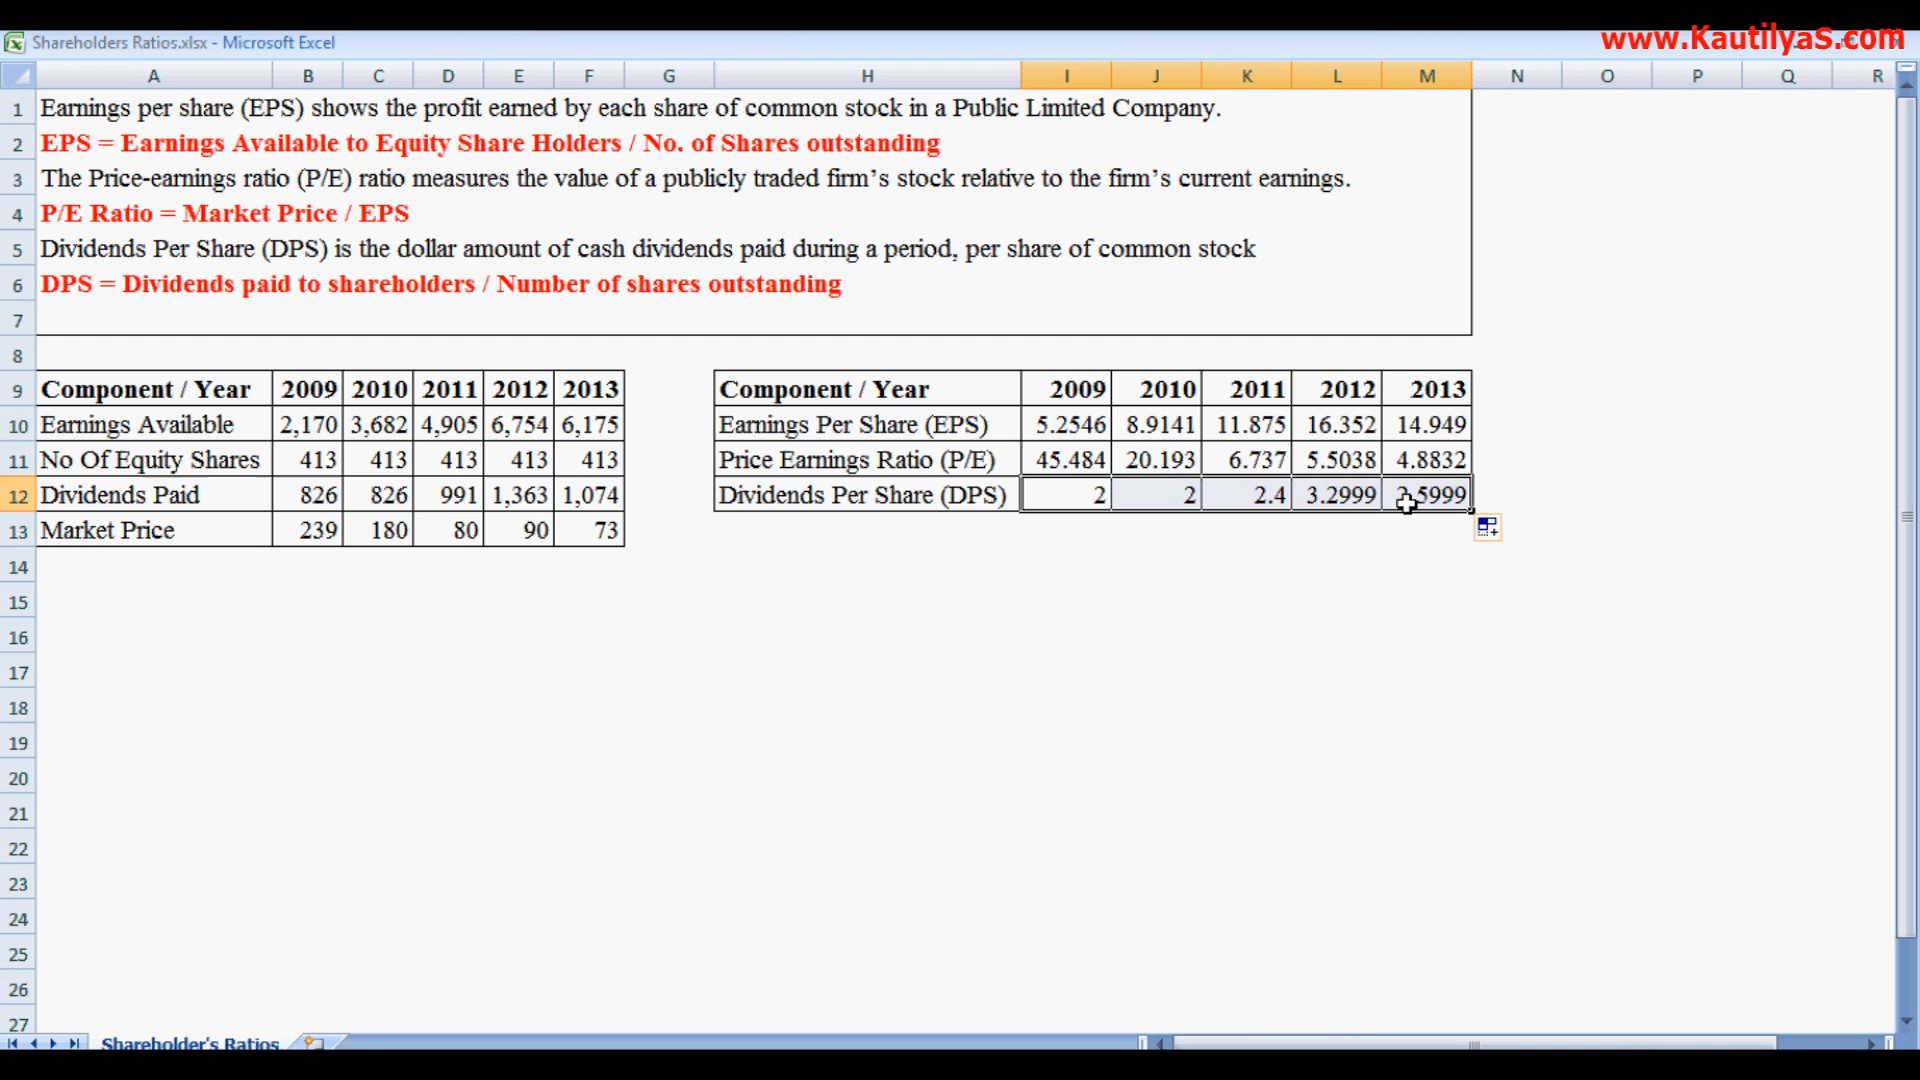 www.KautilyaS.com
Shareholders Ratios.xlsx - Microsoft Excel
A B C D E F G H I J K L M N O P Q R
1 Earnings per share (EPS) shows the profit earned by each share of common stock in a Public Limited Company.
2 EPS = Earnings Available to Equity Share Holders / No. of Shares outstanding
3 The Price-earnings ratio (P/E) ratio measures the value of a publicly traded firm’s stock relative to the firm’s current earnings.
4 P/E Ratio = Market Price / EPS
5 Dividends Per Share (DPS) is the dollar amount of cash dividends paid during a period, per share of common stock
6 DPS = Dividends paid to shareholders / Number of shares outstanding
7
8
9 Component / Year 2009 2010 2011 2012 2013 Component / Year 2009 2010 2011 2012 2013
10 Earnings Available 2,170 3,682 4,905 6,754 6,175 Earnings Per Share (EPS) 5.2546 8.9141 11.875 16.352 14.949
11 No Of Equity Shares 413 413 413 413 413 Price Earnings Ratio (P/E) 45.484 20.193 6.737 5.5038 4.8832
12 Dividends Paid 826 826 991 1,363 1,074 Dividends Per Share (DPS) 2 2 2.4 3.2999
13 Market Price 239 180 80 90 73
14
15
16
17
18
19
20
21
22
23
24
25
26
27
Shareholder's Ratios